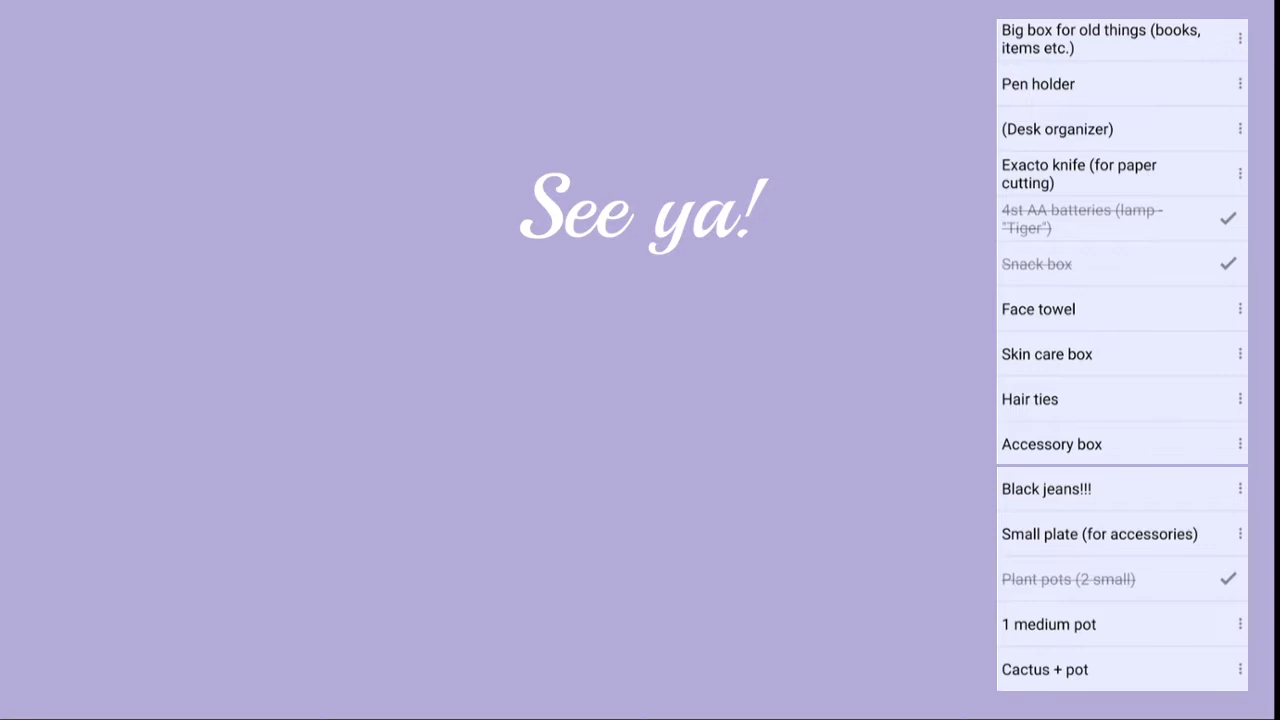 See ya!
Big box for old things (books,
items etc.)
Pen holder
(Desk organizer)
Exacto knife (for paper
cutting)
4st AA batteries (lamp -
"Tiger")
Snack box
Face towel
Skin care box
Hair ties
Accessory box
Black jeans!!!
Small plate (for accessories)
Plant pots (2 small)
1 medium pot
Cactus + pot